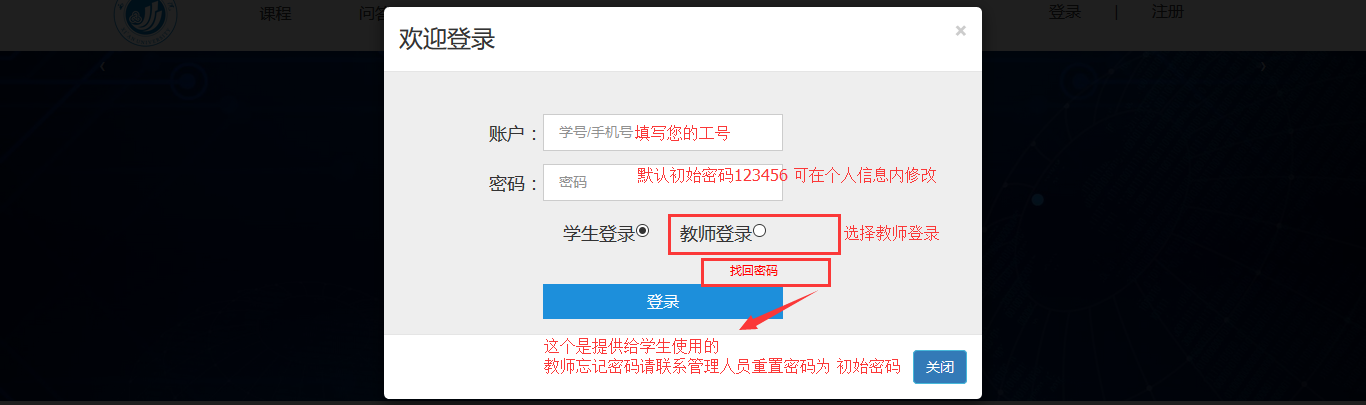 课程
问答
登录 | 注册
欢迎登录
×
账户： 学号/手机号 填写您的工号
密码： 密码 默认初始密码123456 可在个人信息内修改
学生登录 教师登录 选择教师登录
找回密码
登录
这个是提供给学生使用的
教师忘记密码请联系管理人员重置密码为 初始密码
关闭